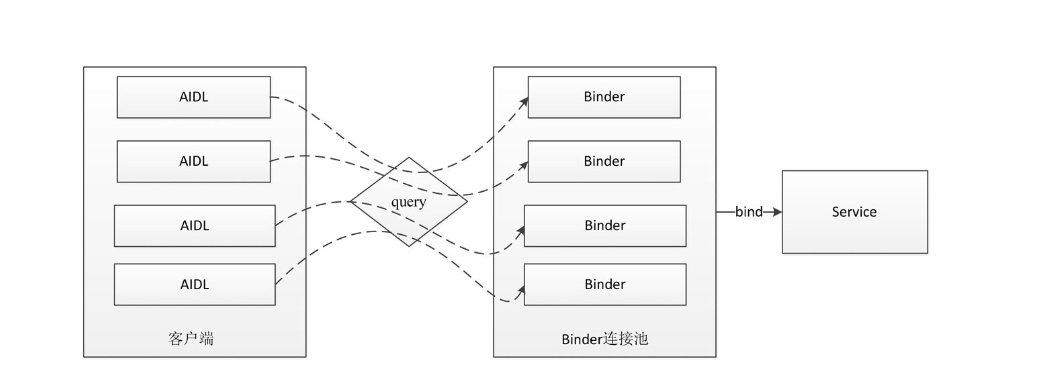 AIDL
AIDL
AIDL
AIDL
客户端
query
Binder
Binder
Binder
Binder
Binder连接池
bind
Service